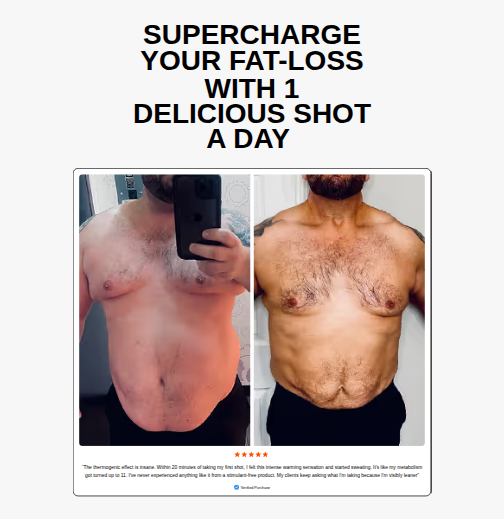 SUPERCHARGE
YOUR FAT-LOSS
WITH 1
DELICIOUS SHOT
A DAY
"The thermogenic effect is insane. Within 20 minutes of taking my first shot, I felt this intense warming sensation and started sweating. It's like my metabolism
got turned up to 11. I've never experienced anything like it from a stimulant-free product. My clients keep asking what I'm taking because I'm visibly leaner"
Verified Purchase